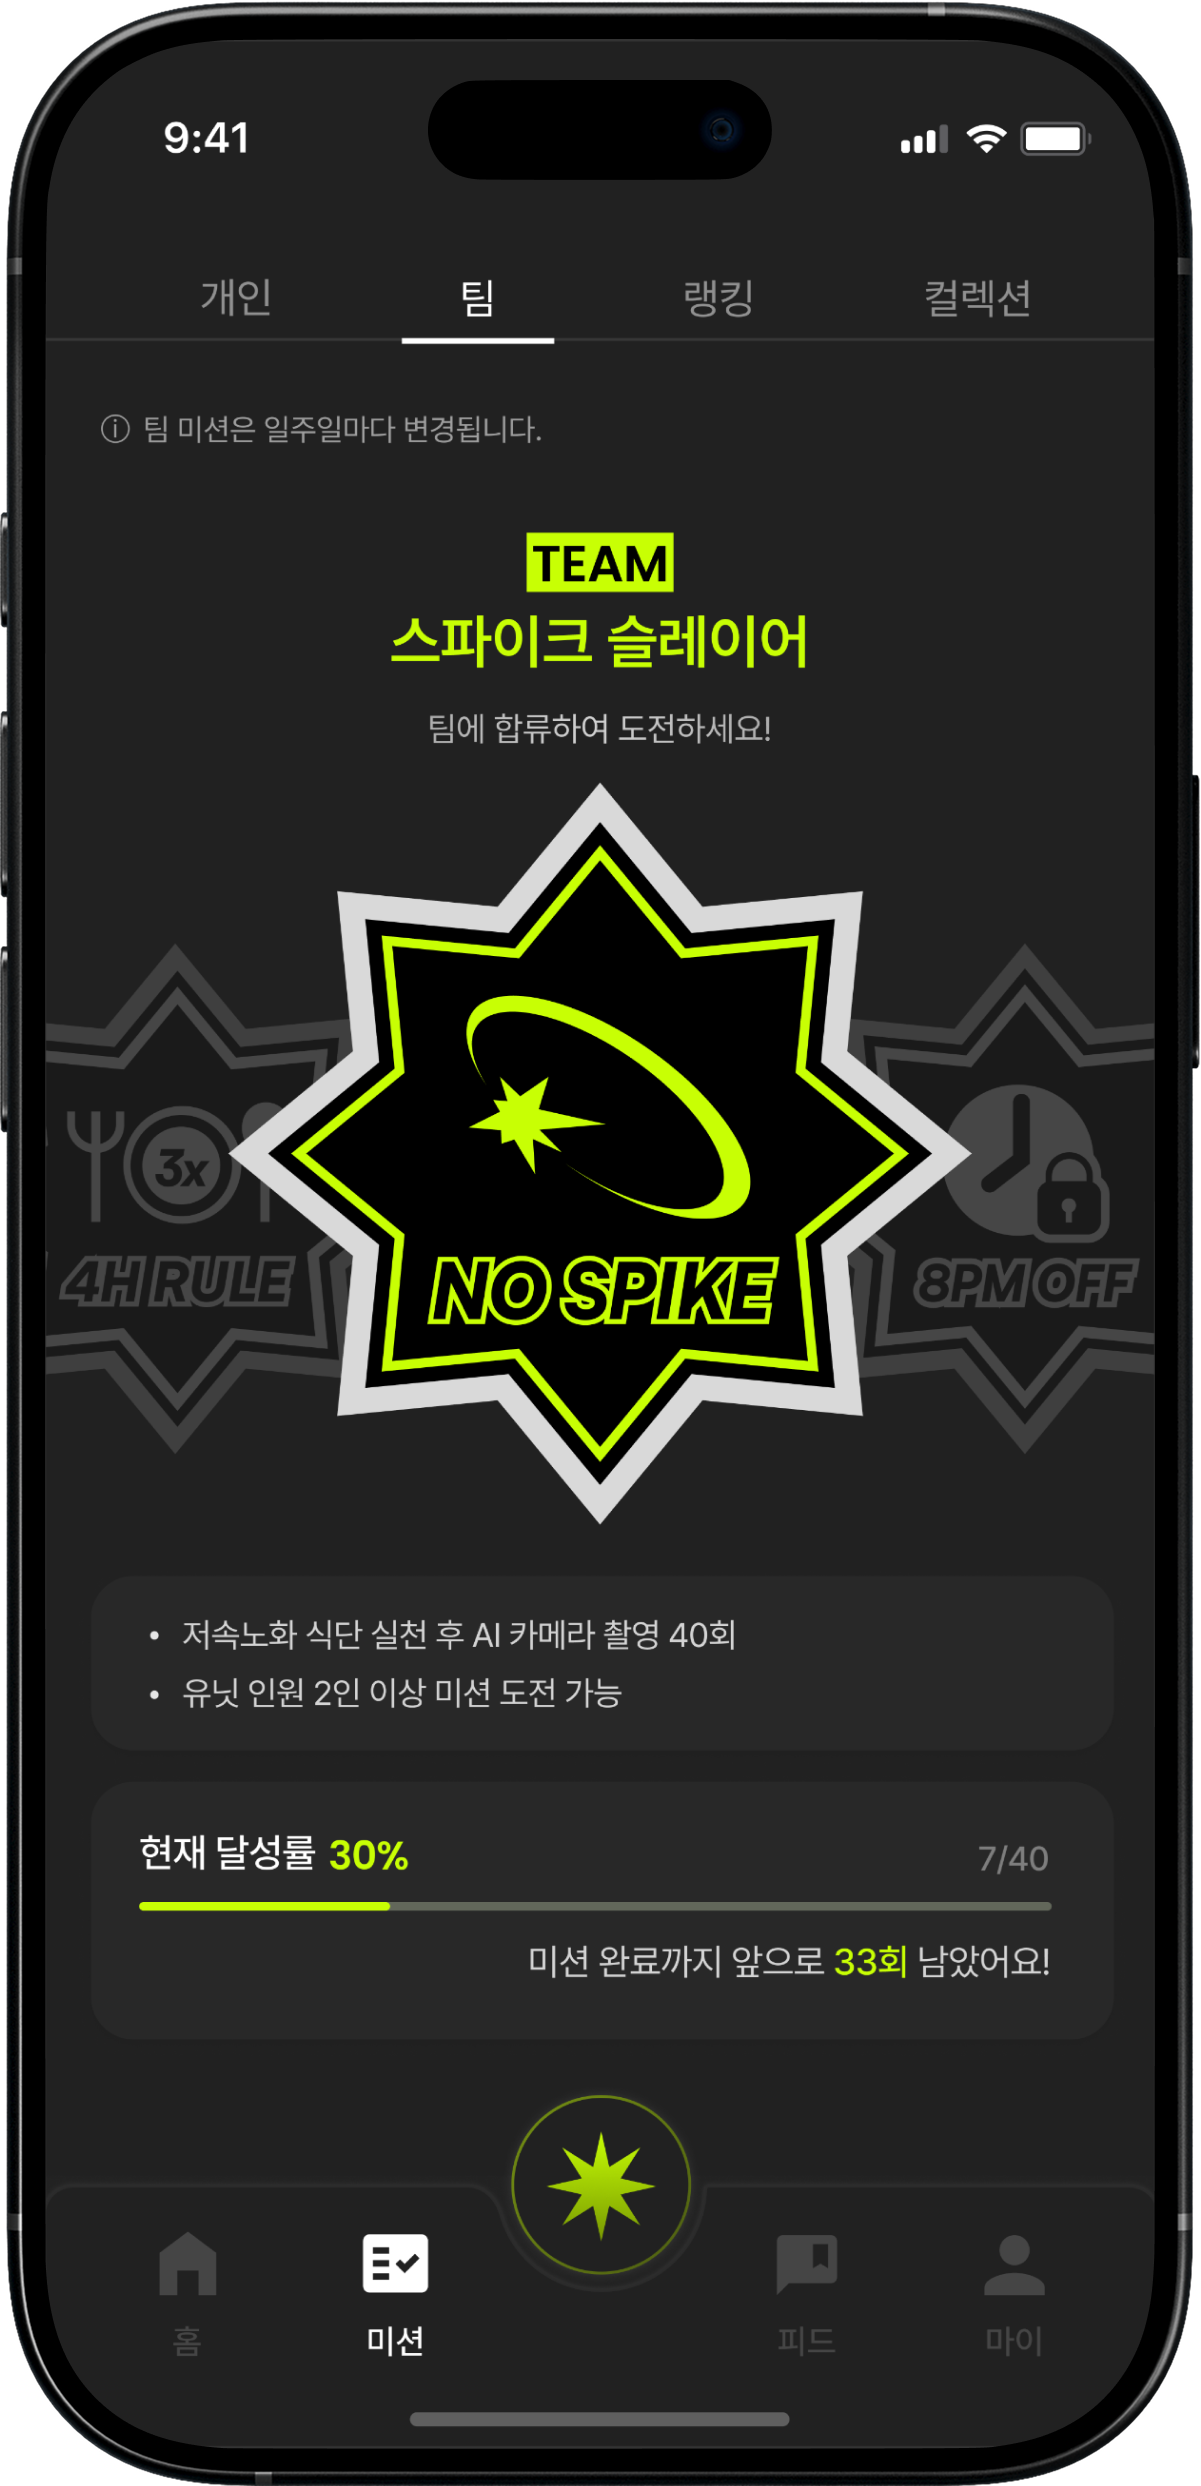 9:41
개인 팀 랭킹 컬렉션
팀 미션은 일주일마다 변경됩니다.
TEAM
스파이크 슬레이어
팀에 합류하여 도전하세요!
3x
4H RULE
NO SPIKE
8PM OFF
• 저속노화 식단 실천 후 AI 카메라 촬영 40회
• 유닛 인원 2인 이상 미션 도전 가능
현재 달성률 30% 7/40
미션 완료까지 앞으로 33회 남았어요!
홈 미션 피드 마이